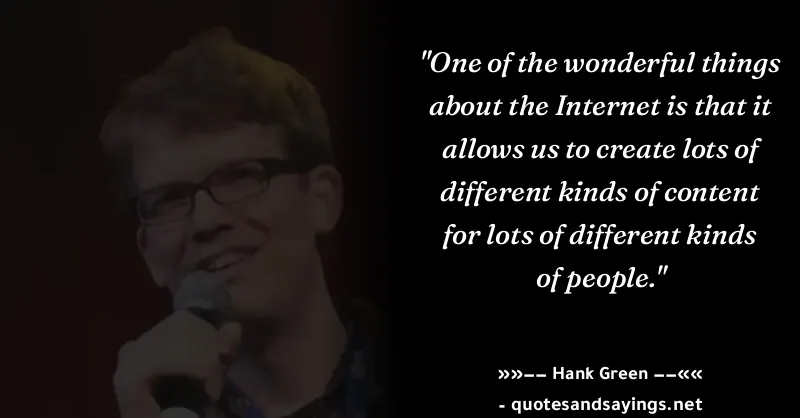 "One of the wonderful things
about the Internet is that it
allows us to create lots of
different kinds of content
for lots of different kinds
of people."
»»–– Hank Green ––««
- quotesandsayings.net